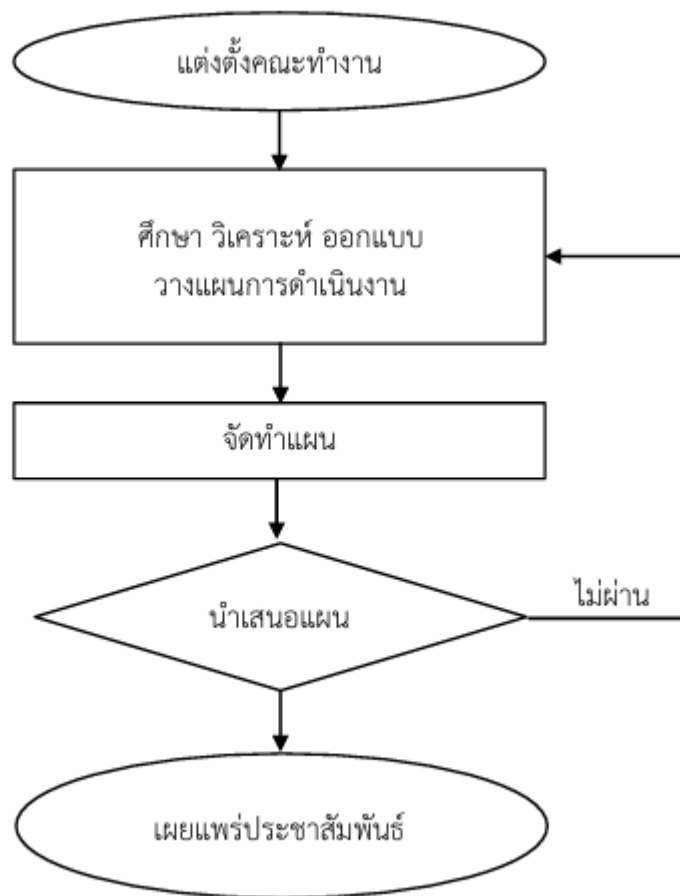 แต่งตั้งคณะทำงาน
ศึกษา วิเคราะห์ ออกแบบ
วางแผนการดำเนินงาน
จัดทำแผน
นำเสนอแผน
ไม่ผ่าน
เผยแพร่ประชาสัมพันธ์